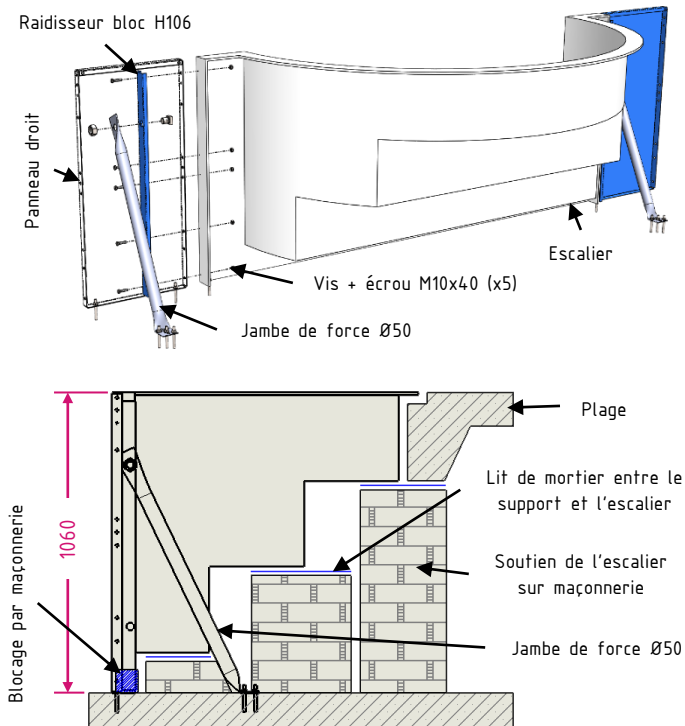 Raidisseur bloc H106
Panneau droit
Escalier
Vis + écrou M10x40 (x5)
Jambe de force Ø50
Plage
Lit de mortier entre le
support et l'escalier
1060
Soutien de l'escalier
sur maçonnerie
Blocage par maçonnerie
Jambe de force Ø50